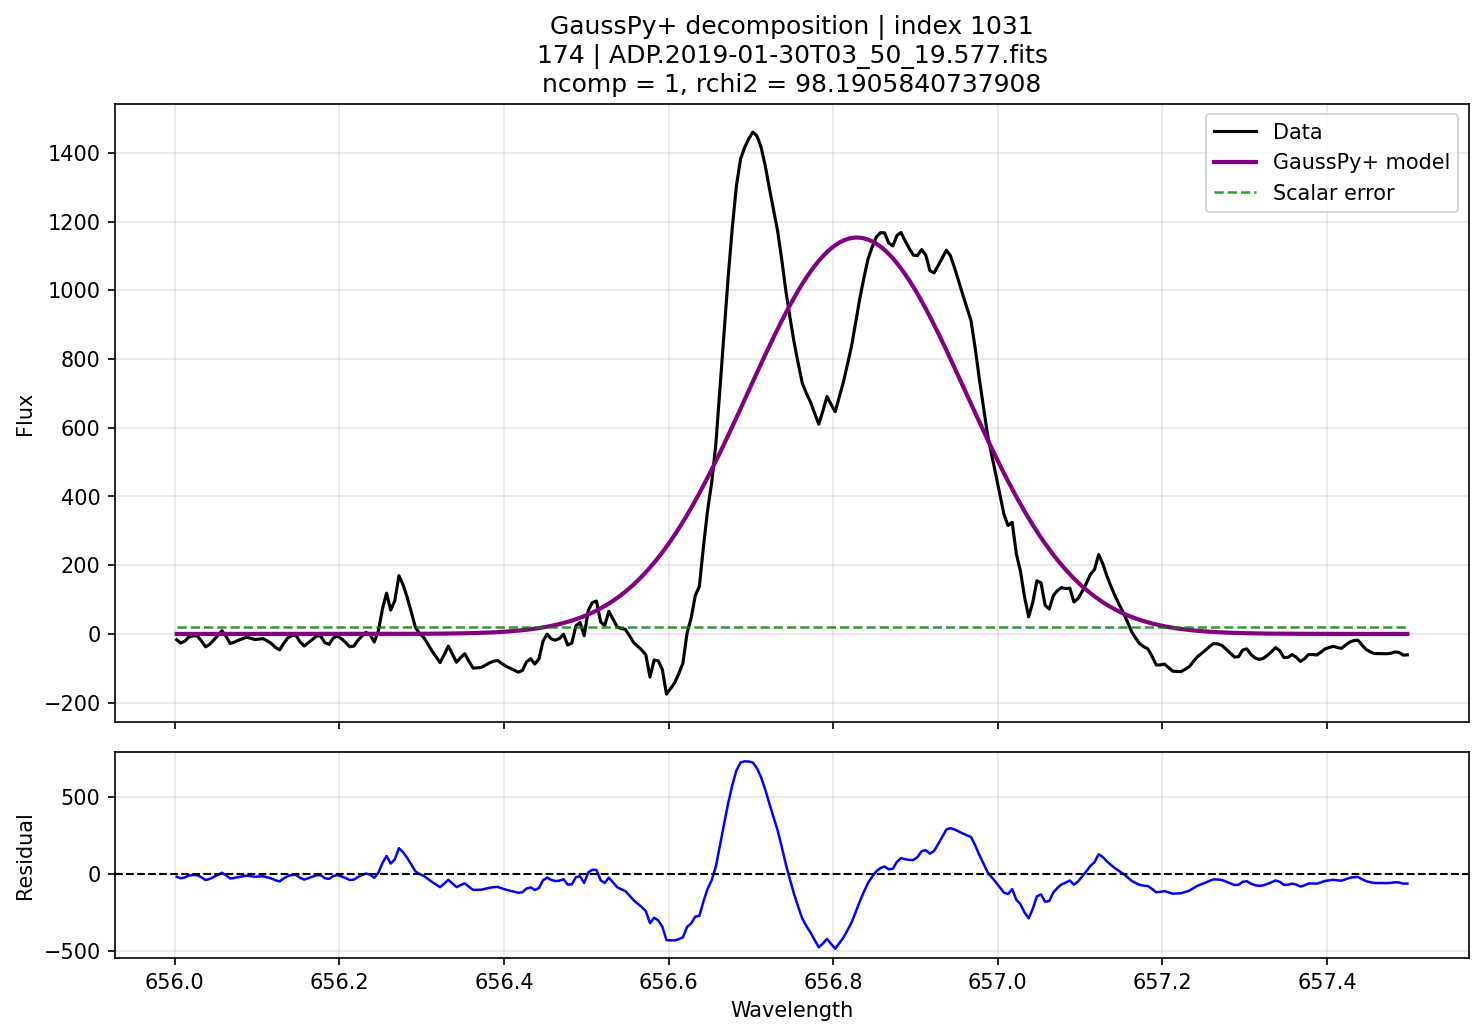 GaussPy+ decomposition | index 1031
174 | ADP.2019-01-30T03_50_19.577.fits
ncomp = 1, rchi2 = 98.1905840737908
Data
GaussPy+ model
Scalar error
Flux
1400
1200
1000
800
600
400
200
0
−200
Residual
500
0
−500
656.0
656.2
656.4
656.6
656.8
657.0
657.2
657.4
Wavelength